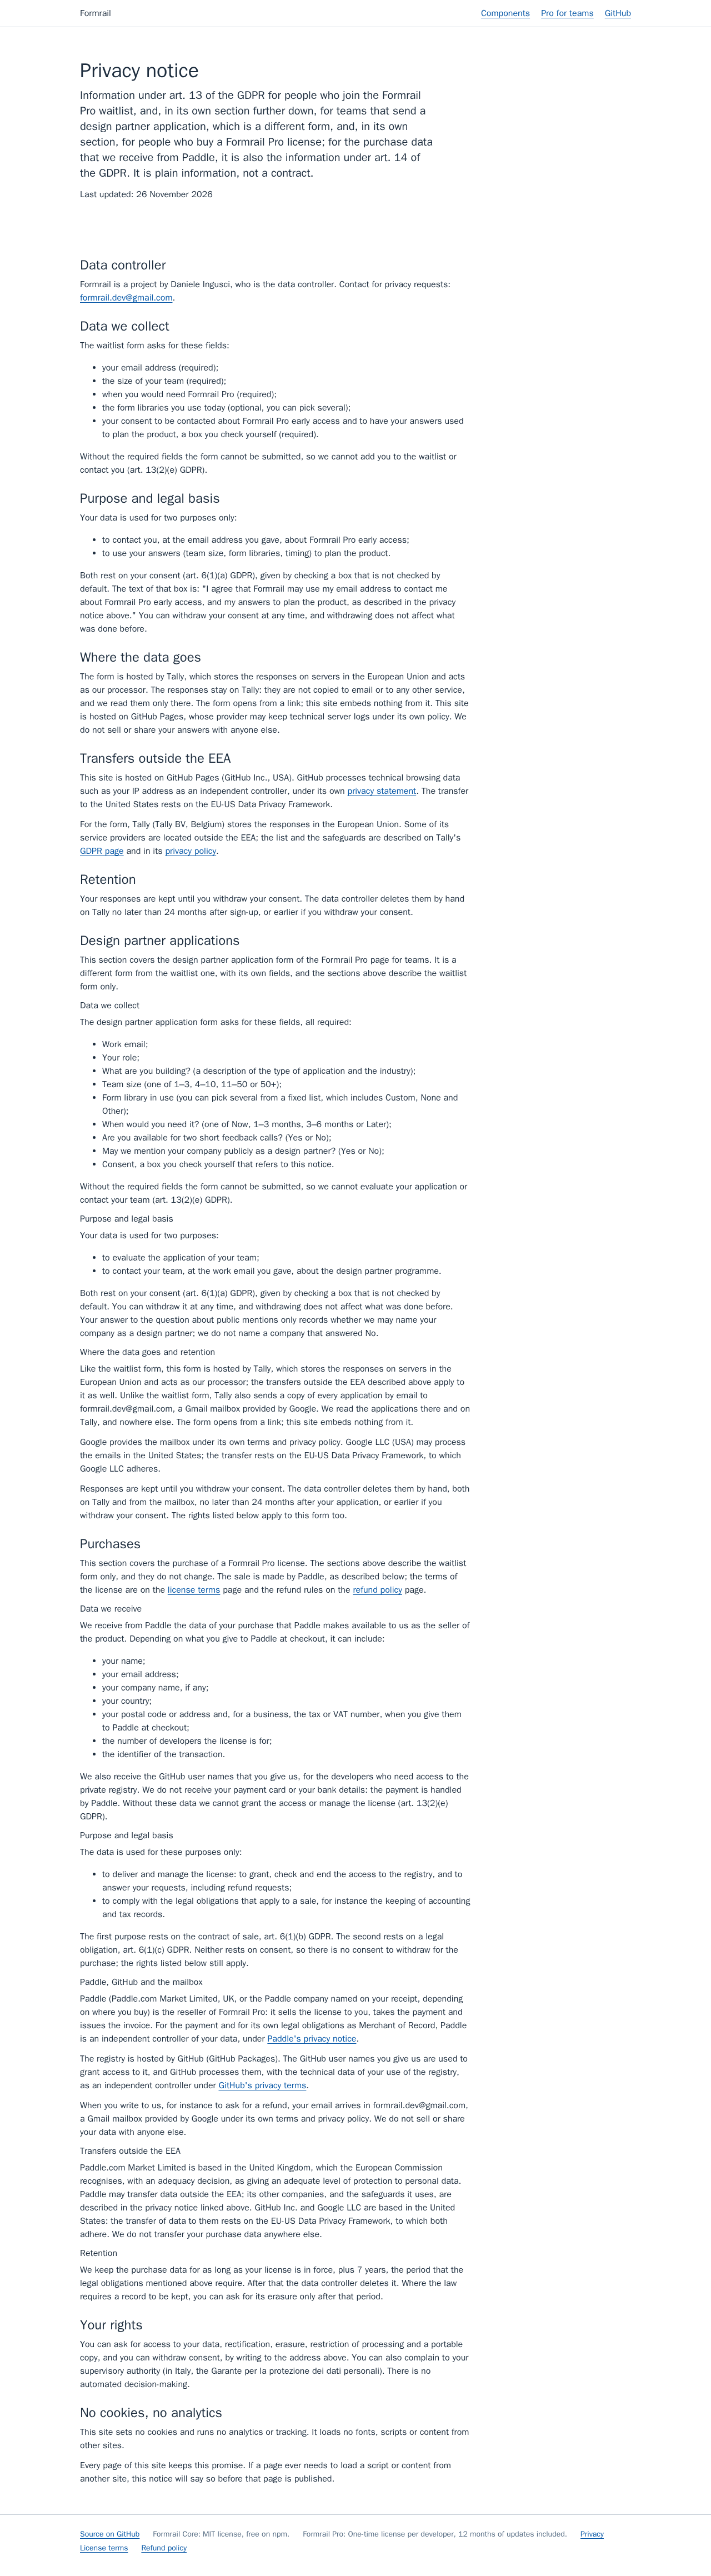 Formrail
Components Pro for teams GitHub
Privacy notice
Information under art. 13 of the GDPR for people who join the Formrail
Pro waitlist, and, in its own section further down, for teams that send a
design partner application, which is a different form, and, in its own
section, for people who buy a Formrail Pro license; for the purchase data
that we receive from Paddle, it is also the information under art. 14 of
the GDPR. It is plain information, not a contract.
Last updated: 26 November 2026
Data controller
Formrail is a project by Daniele Ingusci, who is the data controller. Contact for privacy requests:
formrail.dev@gmail.com.
Data we collect
The waitlist form asks for these fields:
• your email address (required);
• the size of your team (required);
• when you would need Formrail Pro (required);
• the form libraries you use today (optional, you can pick several);
• your consent to be contacted about Formrail Pro early access and to have your answers used
to plan the product, a box you check yourself (required).
Without the required fields the form cannot be submitted, so we cannot add you to the waitlist or
contact you (art. 13(2)(e) GDPR).
Purpose and legal basis
Your data is used for two purposes only:
• to contact you, at the email address you gave, about Formrail Pro early access;
• to use your answers (team size, form libraries, timing) to plan the product.
Both rest on your consent (art. 6(1)(a) GDPR), given by checking a box that is not checked by
default. The text of that box is: "I agree that Formrail may use my email address to contact me
about Formrail Pro early access, and my answers to plan the product, as described in the privacy
notice above." You can withdraw your consent at any time, and withdrawing does not affect what
was done before.
Where the data goes
The form is hosted by Tally, which stores the responses on servers in the European Union and acts
as our processor. The responses stay on Tally: they are not copied to email or to any other service,
and we read them only there. The form opens from a link; this site embeds nothing from it. This site
is hosted on GitHub Pages, whose provider may keep technical server logs under its own policy. We
do not sell or share your answers with anyone else.
Transfers outside the EEA
This site is hosted on GitHub Pages (GitHub Inc., USA). GitHub processes technical browsing data
such as your IP address as an independent controller, under its own privacy statement. The transfer
to the United States rests on the EU-US Data Privacy Framework.
For the form, Tally (Tally BV, Belgium) stores the responses in the European Union. Some of its
service providers are located outside the EEA; the list and the safeguards are described on Tally's
GDPR page and in its privacy policy.
Retention
Your responses are kept until you withdraw your consent. The data controller deletes them by hand
on Tally no later than 24 months after sign-up, or earlier if you withdraw your consent.
Design partner applications
This section covers the design partner application form of the Formrail Pro page for teams. It is a
different form from the waitlist one, with its own fields, and the sections above describe the waitlist
form only.
Data we collect
The design partner application form asks for these fields, all required:
• Work email;
• Your role;
• What are you building? (a description of the type of application and the industry);
• Team size (one of 1–3, 4–10, 11–50 or 50+);
• Form library in use (you can pick several from a fixed list, which includes Custom, None and
Other);
• When would you need it? (one of Now, 1–3 months, 3–6 months or Later);
• Are you available for two short feedback calls? (Yes or No);
• May we mention your company publicly as a design partner? (Yes or No);
• Consent, a box you check yourself that refers to this notice.
Without the required fields the form cannot be submitted, so we cannot evaluate your application or
contact your team (art. 13(2)(e) GDPR).
Purpose and legal basis
Your data is used for two purposes:
• to evaluate the application of your team;
• to contact your team, at the work email you gave, about the design partner programme.
Both rest on your consent (art. 6(1)(a) GDPR), given by checking a box that is not checked by
default. You can withdraw it at any time, and withdrawing does not affect what was done before.
Your answer to the question about public mentions only records whether we may name your
company as a design partner; we do not name a company that answered No.
Where the data goes and retention
Like the waitlist form, this form is hosted by Tally, which stores the responses on servers in the
European Union and acts as our processor; the transfers outside the EEA described above apply to
it as well. Unlike the waitlist form, Tally also sends a copy of every application by email to
formrail.dev@gmail.com, a Gmail mailbox provided by Google. We read the applications there and on
Tally, and nowhere else. The form opens from a link; this site embeds nothing from it.
Google provides the mailbox under its own terms and privacy policy. Google LLC (USA) may process
the emails in the United States; the transfer rests on the EU-US Data Privacy Framework, to which
Google LLC adheres.
Responses are kept until you withdraw your consent. The data controller deletes them by hand, both
on Tally and from the mailbox, no later than 24 months after your application, or earlier if you
withdraw your consent. The rights listed below apply to this form too.
Purchases
This section covers the purchase of a Formrail Pro license. The sections above describe the waitlist
form only, and they do not change. The sale is made by Paddle, as described below; the terms of
the license are on the license terms page and the refund rules on the refund policy page.
Data we receive
We receive from Paddle the data of your purchase that Paddle makes available to us as the seller of
the product. Depending on what you give to Paddle at checkout, it can include:
• your name;
• your email address;
• your company name, if any;
• your country;
• your postal code or address and, for a business, the tax or VAT number, when you give them
to Paddle at checkout;
• the number of developers the license is for;
• the identifier of the transaction.
We also receive the GitHub user names that you give us, for the developers who need access to the
private registry. We do not receive your payment card or your bank details: the payment is handled
by Paddle. Without these data we cannot grant the access or manage the license (art. 13(2)(e)
GDPR).
Purpose and legal basis
The data is used for these purposes only:
• to deliver and manage the license: to grant, check and end the access to the registry, and to
answer your requests, including refund requests;
• to comply with the legal obligations that apply to a sale, for instance the keeping of accounting
and tax records.
The first purpose rests on the contract of sale, art. 6(1)(b) GDPR. The second rests on a legal
obligation, art. 6(1)(c) GDPR. Neither rests on consent, so there is no consent to withdraw for the
purchase; the rights listed below still apply.
Paddle, GitHub and the mailbox
Paddle (Paddle.com Market Limited, UK, or the Paddle company named on your receipt, depending
on where you buy) is the reseller of Formrail Pro: it sells the license to you, takes the payment and
issues the invoice. For the payment and for its own legal obligations as Merchant of Record, Paddle
is an independent controller of your data, under Paddle's privacy notice.
The registry is hosted by GitHub (GitHub Packages). The GitHub user names you give us are used to
grant access to it, and GitHub processes them, with the technical data of your use of the registry,
as an independent controller under GitHub's privacy terms.
When you write to us, for instance to ask for a refund, your email arrives in formrail.dev@gmail.com,
a Gmail mailbox provided by Google under its own terms and privacy policy. We do not sell or share
your data with anyone else.
Transfers outside the EEA
Paddle.com Market Limited is based in the United Kingdom, which the European Commission
recognises, with an adequacy decision, as giving an adequate level of protection to personal data.
Paddle may transfer data outside the EEA; its other companies, and the safeguards it uses, are
described in the privacy notice linked above. GitHub Inc. and Google LLC are based in the United
States: the transfer of data to them rests on the EU-US Data Privacy Framework, to which both
adhere. We do not transfer your purchase data anywhere else.
Retention
We keep the purchase data for as long as your license is in force, plus 7 years, the period that the
legal obligations mentioned above require. After that the data controller deletes it. Where the law
requires a record to be kept, you can ask for its erasure only after that period.
Your rights
You can ask for access to your data, rectification, erasure, restriction of processing and a portable
copy, and you can withdraw consent, by writing to the address above. You can also complain to your
supervisory authority (in Italy, the Garante per la protezione dei dati personali). There is no
automated decision-making.
No cookies, no analytics
This site sets no cookies and runs no analytics or tracking. It loads no fonts, scripts or content from
other sites.
Every page of this site keeps this promise. If a page ever needs to load a script or content from
another site, this notice will say so before that page is published.
Source on GitHub Formrail Core: MIT license, free on npm. Formrail Pro: One-time license per developer, 12 months of updates included. Privacy
License terms Refund policy